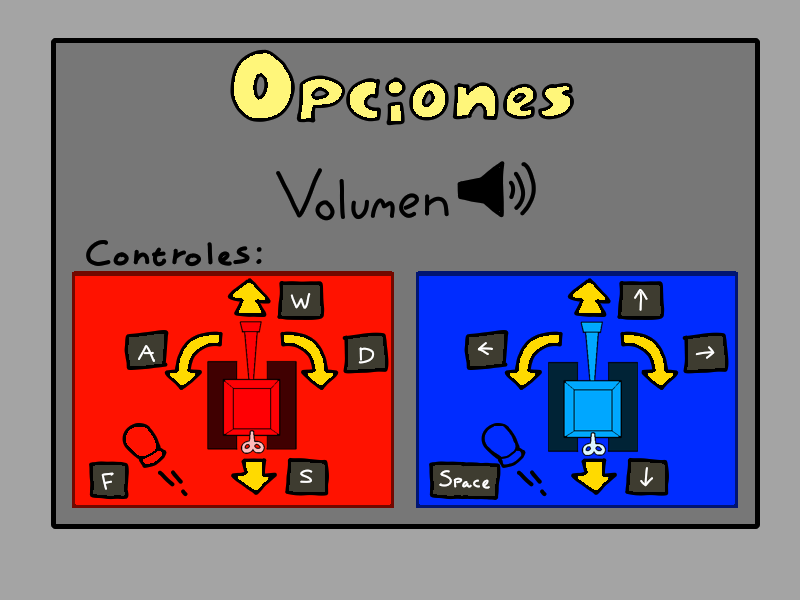 Opciones
Volumen
Controles:
W
A
D
F
S
↑
←
→
Space
↓